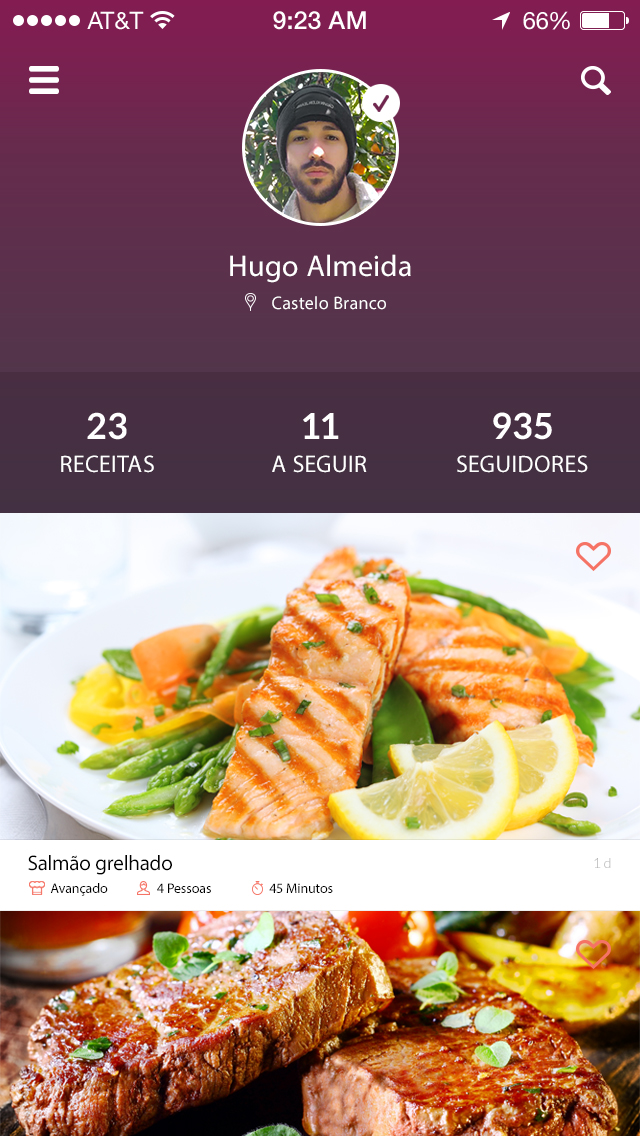 AT&T 9:23 AM 66%
Hugo Almeida
Castelo Branco
23 11 935
RECEITAS A SEGUIR SEGUIDORES
Salmão grelhado 1 d
Avançado 4 Pessoas 45 Minutos